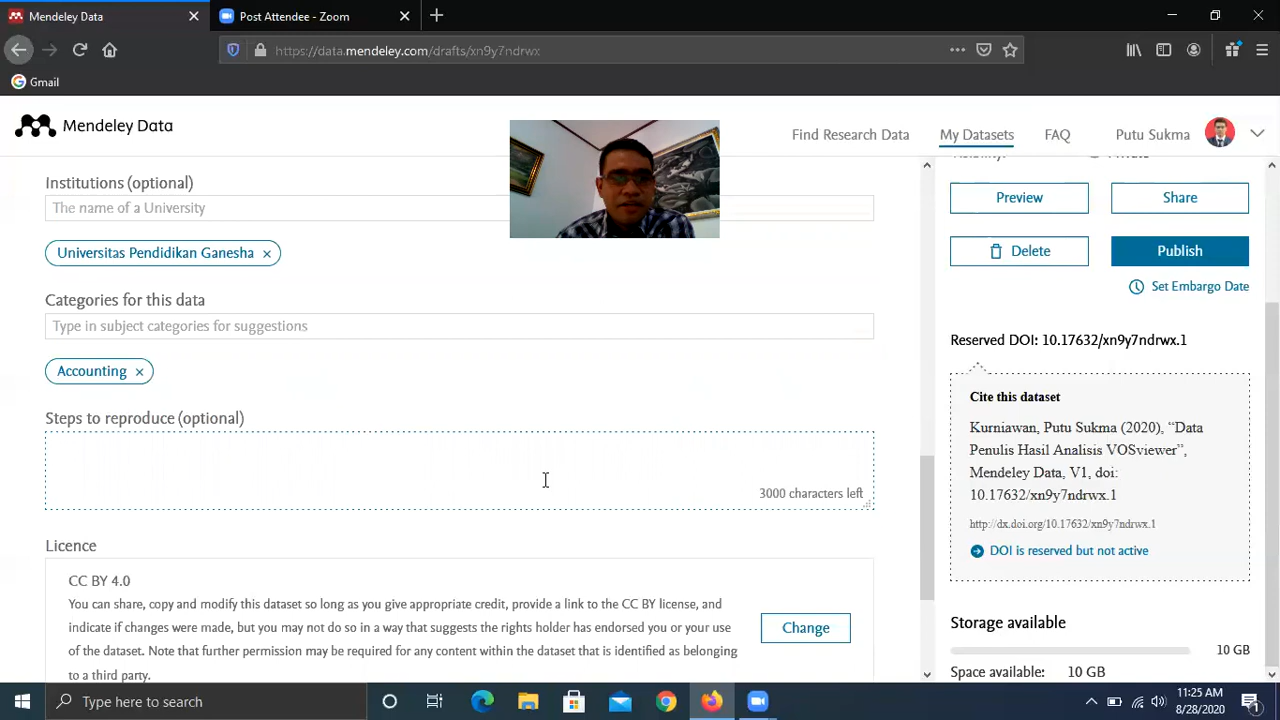 Mendeley Data
Post Attendee - Zoom
https://data.mendeley.com/drafts/xn9y7ndrwx
Gmail
Mendeley Data
Find Research Data
My Datasets
FAQ
Putu Sukma
Institutions (optional)
The name of a University
Universitas Pendidikan Ganesha ×
Categories for this data
Type in subject categories for suggestions
Accounting ×
Steps to reproduce (optional)
3000 characters left
Licence
CC BY 4.0
You can share, copy and modify this dataset so long as you give appropriate credit, provide a link to the CC BY license, and
indicate if changes were made, but you may not do so in a way that suggests the rights holder has endorsed you or your use
of the dataset. Note that further permission may be required for any content within the dataset that is identified as belonging
to a third party.
Change
Preview
Share
Delete
Publish
Set Embargo Date
Reserved DOI: 10.17632/xn9y7ndrwx.1
Cite this dataset
Kurniawan, Putu Sukma (2020), “Data
Penulis Hasil Analisis VOSviewer”,
Mendeley Data, V1, doi:
10.17632/xn9y7ndrwx.1
http://dx.doi.org/10.17632/xn9y7ndrwx.1
DOI is reserved but not active
Storage available
10 GB
Space available: 10 GB
Type here to search
11:25 AM
8/28/2020